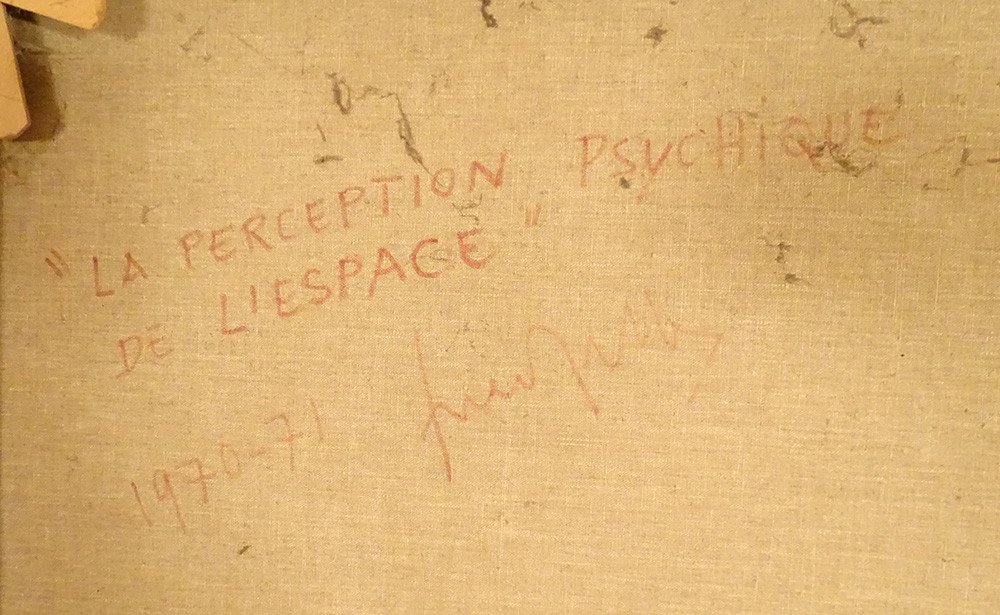 "LA PERCEPTION PSYCHIQUE
DE L'ESPACE"
1970-71